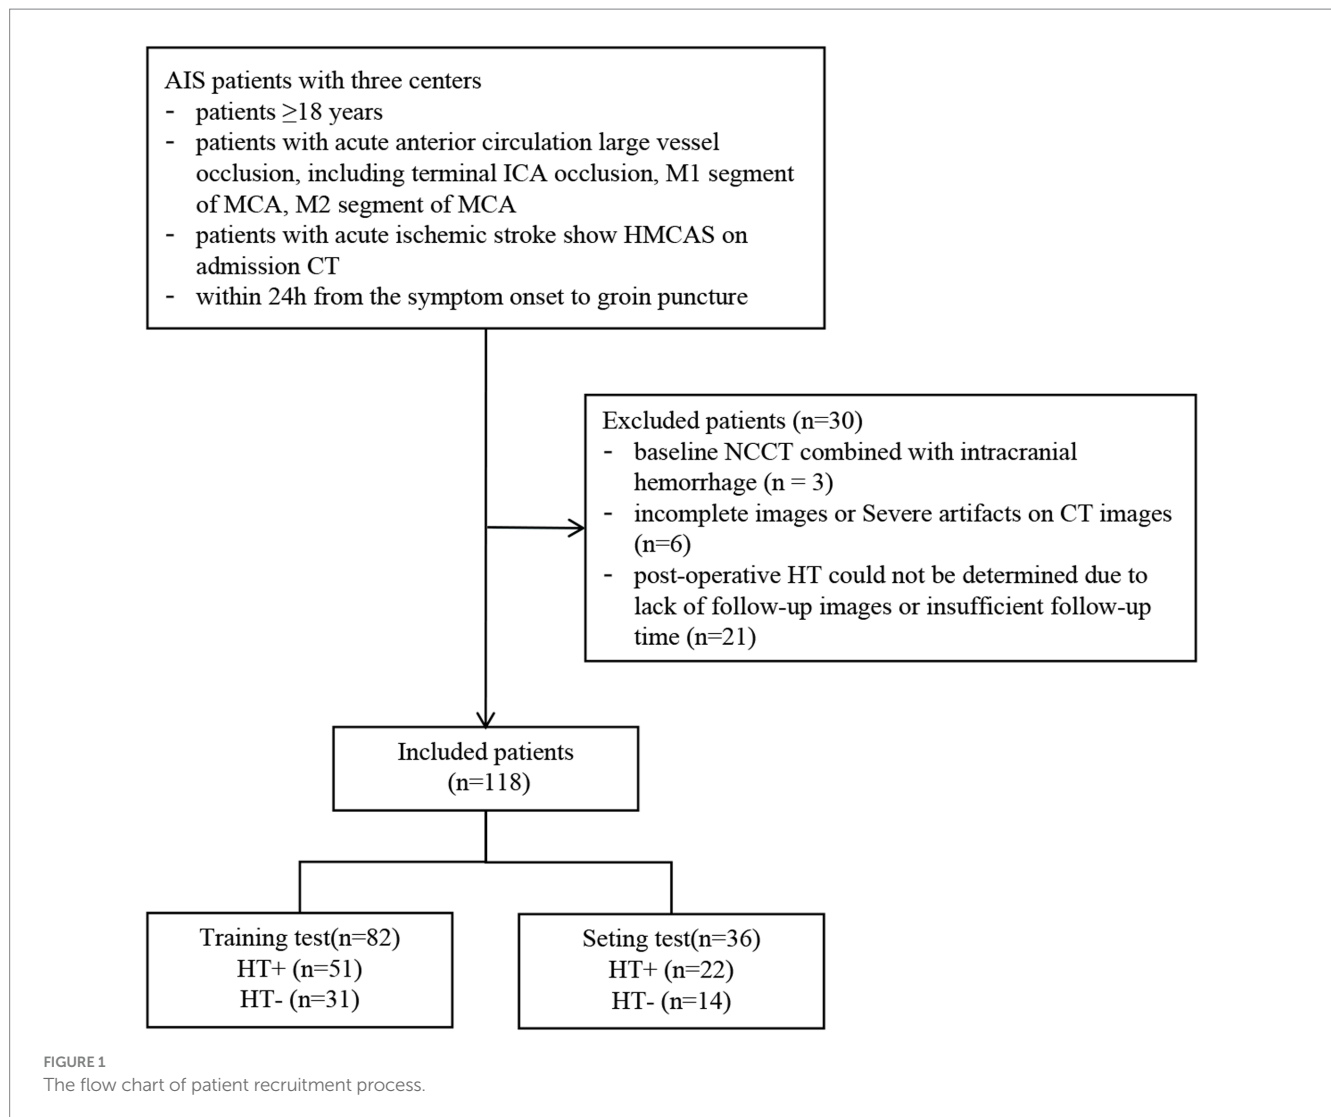 AIS patients with three centers
- patients ≥18 years
- patients with acute anterior circulation large vessel
occlusion, including terminal ICA occlusion, M1 segment
of MCA, M2 segment of MCA
- patients with acute ischemic stroke show HMCAS on
admission CT
- within 24h from the symptom onset to groin puncture
Excluded patients (n=30)
- baseline NCCT combined with intracranial
hemorrhage (n = 3)
- incomplete images or Severe artifacts on CT images
(n=6)
- post-operative HT could not be determined due to
lack of follow-up images or insufficient follow-up
time (n=21)
Included patients
(n=118)
Training test(n=82)
HT+ (n=51)
HT- (n=31)
Seting test(n=36)
HT+ (n=22)
HT- (n=14)
FIGURE 1
The flow chart of patient recruitment process.